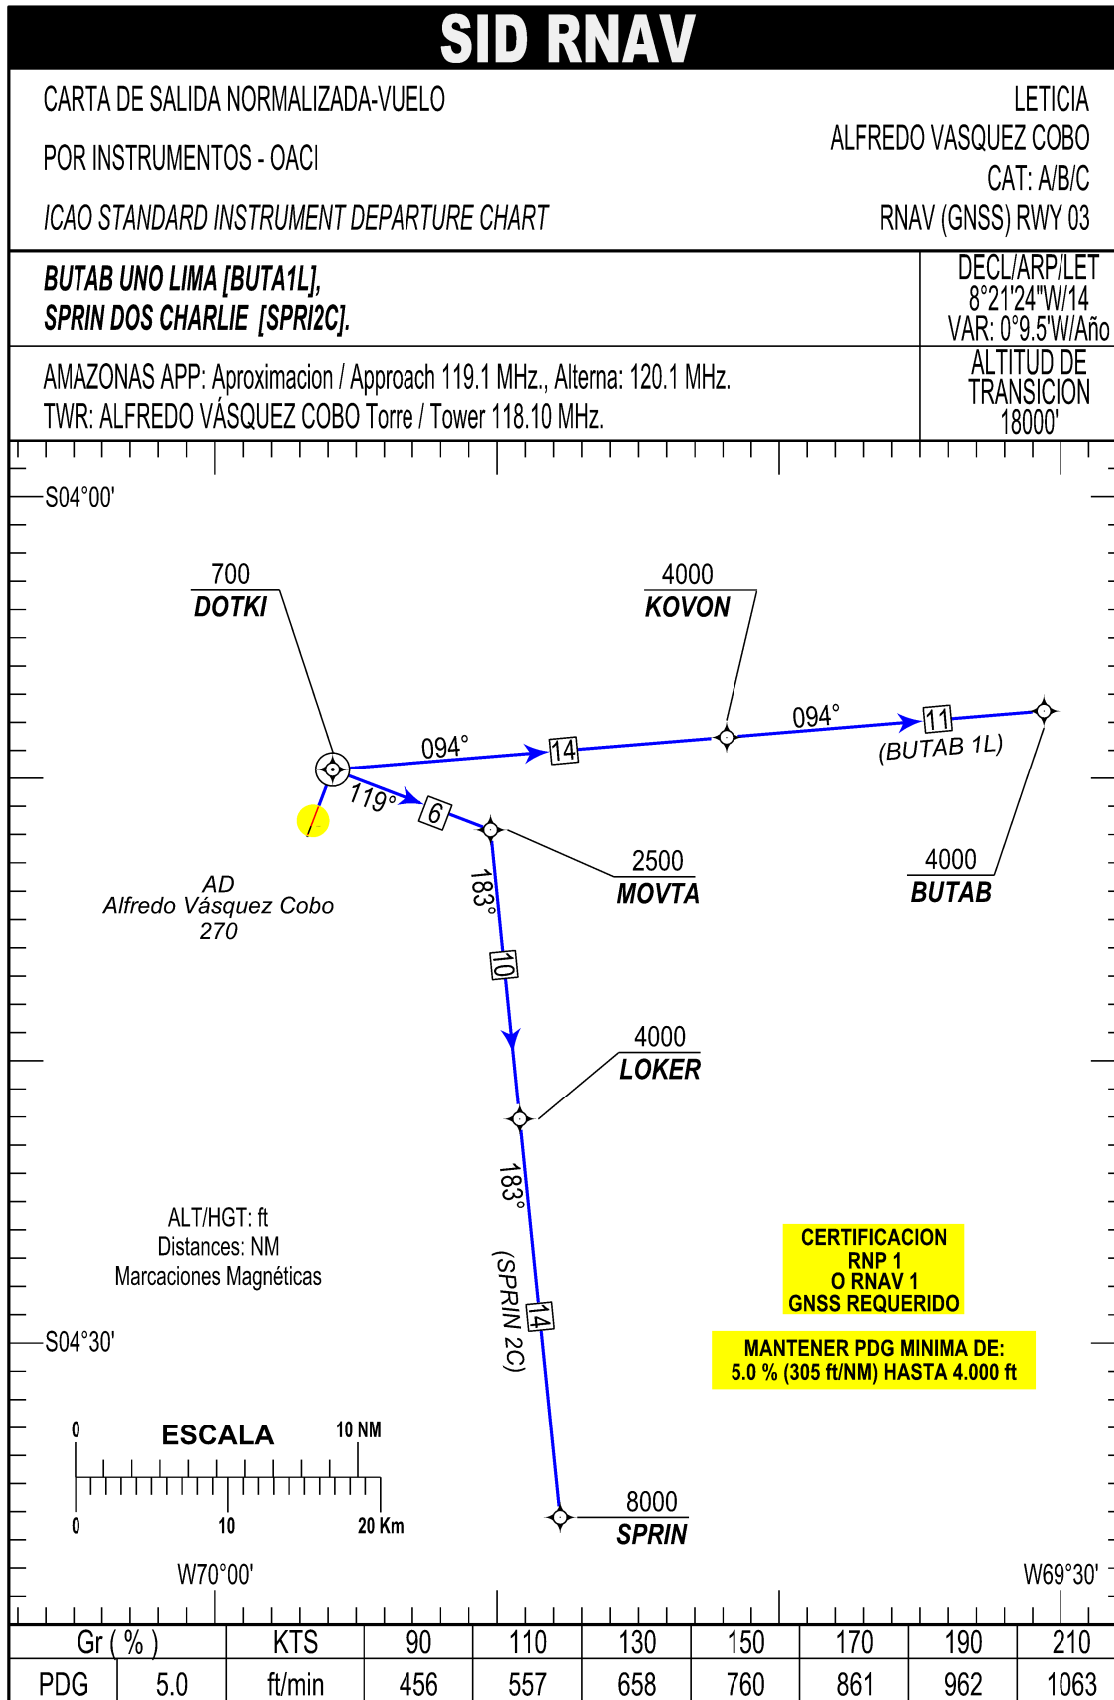 SID RNAV
CARTA DE SALIDA NORMALIZADA-VUELO
POR INSTRUMENTOS - OACI
ICAO STANDARD INSTRUMENT DEPARTURE CHART
LETICIA
ALFREDO VASQUEZ COBO
CAT: A/B/C
RNAV (GNSS) RWY 03
BUTAB UNO LIMA [BUTA1L],
SPRIN DOS CHARLIE [SPRI2C].
DECL/ARP/LET
8°21'24"W/14
VAR: 0°9.5'W/Año
AMAZONAS APP: Aproximacion / Approach 119.1 MHz., Alterna: 120.1 MHz.
TWR: ALFREDO VÁSQUEZ COBO Torre / Tower 118.10 MHz.
ALTITUD DE
TRANSICION
18000'
S04°00'
700
DOTKI
4000
KOVON
094°
14
094°
11
(BUTAB 1L)
119°
6
2500
MOVTA
4000
BUTAB
AD
Alfredo Vásquez Cobo
270
183°
10
4000
LOKER
183°
(SPRIN 2C)
14
ALT/HGT: ft
Distances: NM
Marcaciones Magnéticas
CERTIFICACION
RNP 1
O RNAV 1
GNSS REQUERIDO
S04°30'
MANTENER PDG MINIMA DE:
5.0 % (305 ft/NM) HASTA 4.000 ft
0 ESCALA 10 NM
0 10 20 Km
8000
SPRIN
W70°00' W69°30'
Gr ( % ) KTS 90 110 130 150 170 190 210
PDG 5.0 ft/min 456 557 658 760 861 962 1063